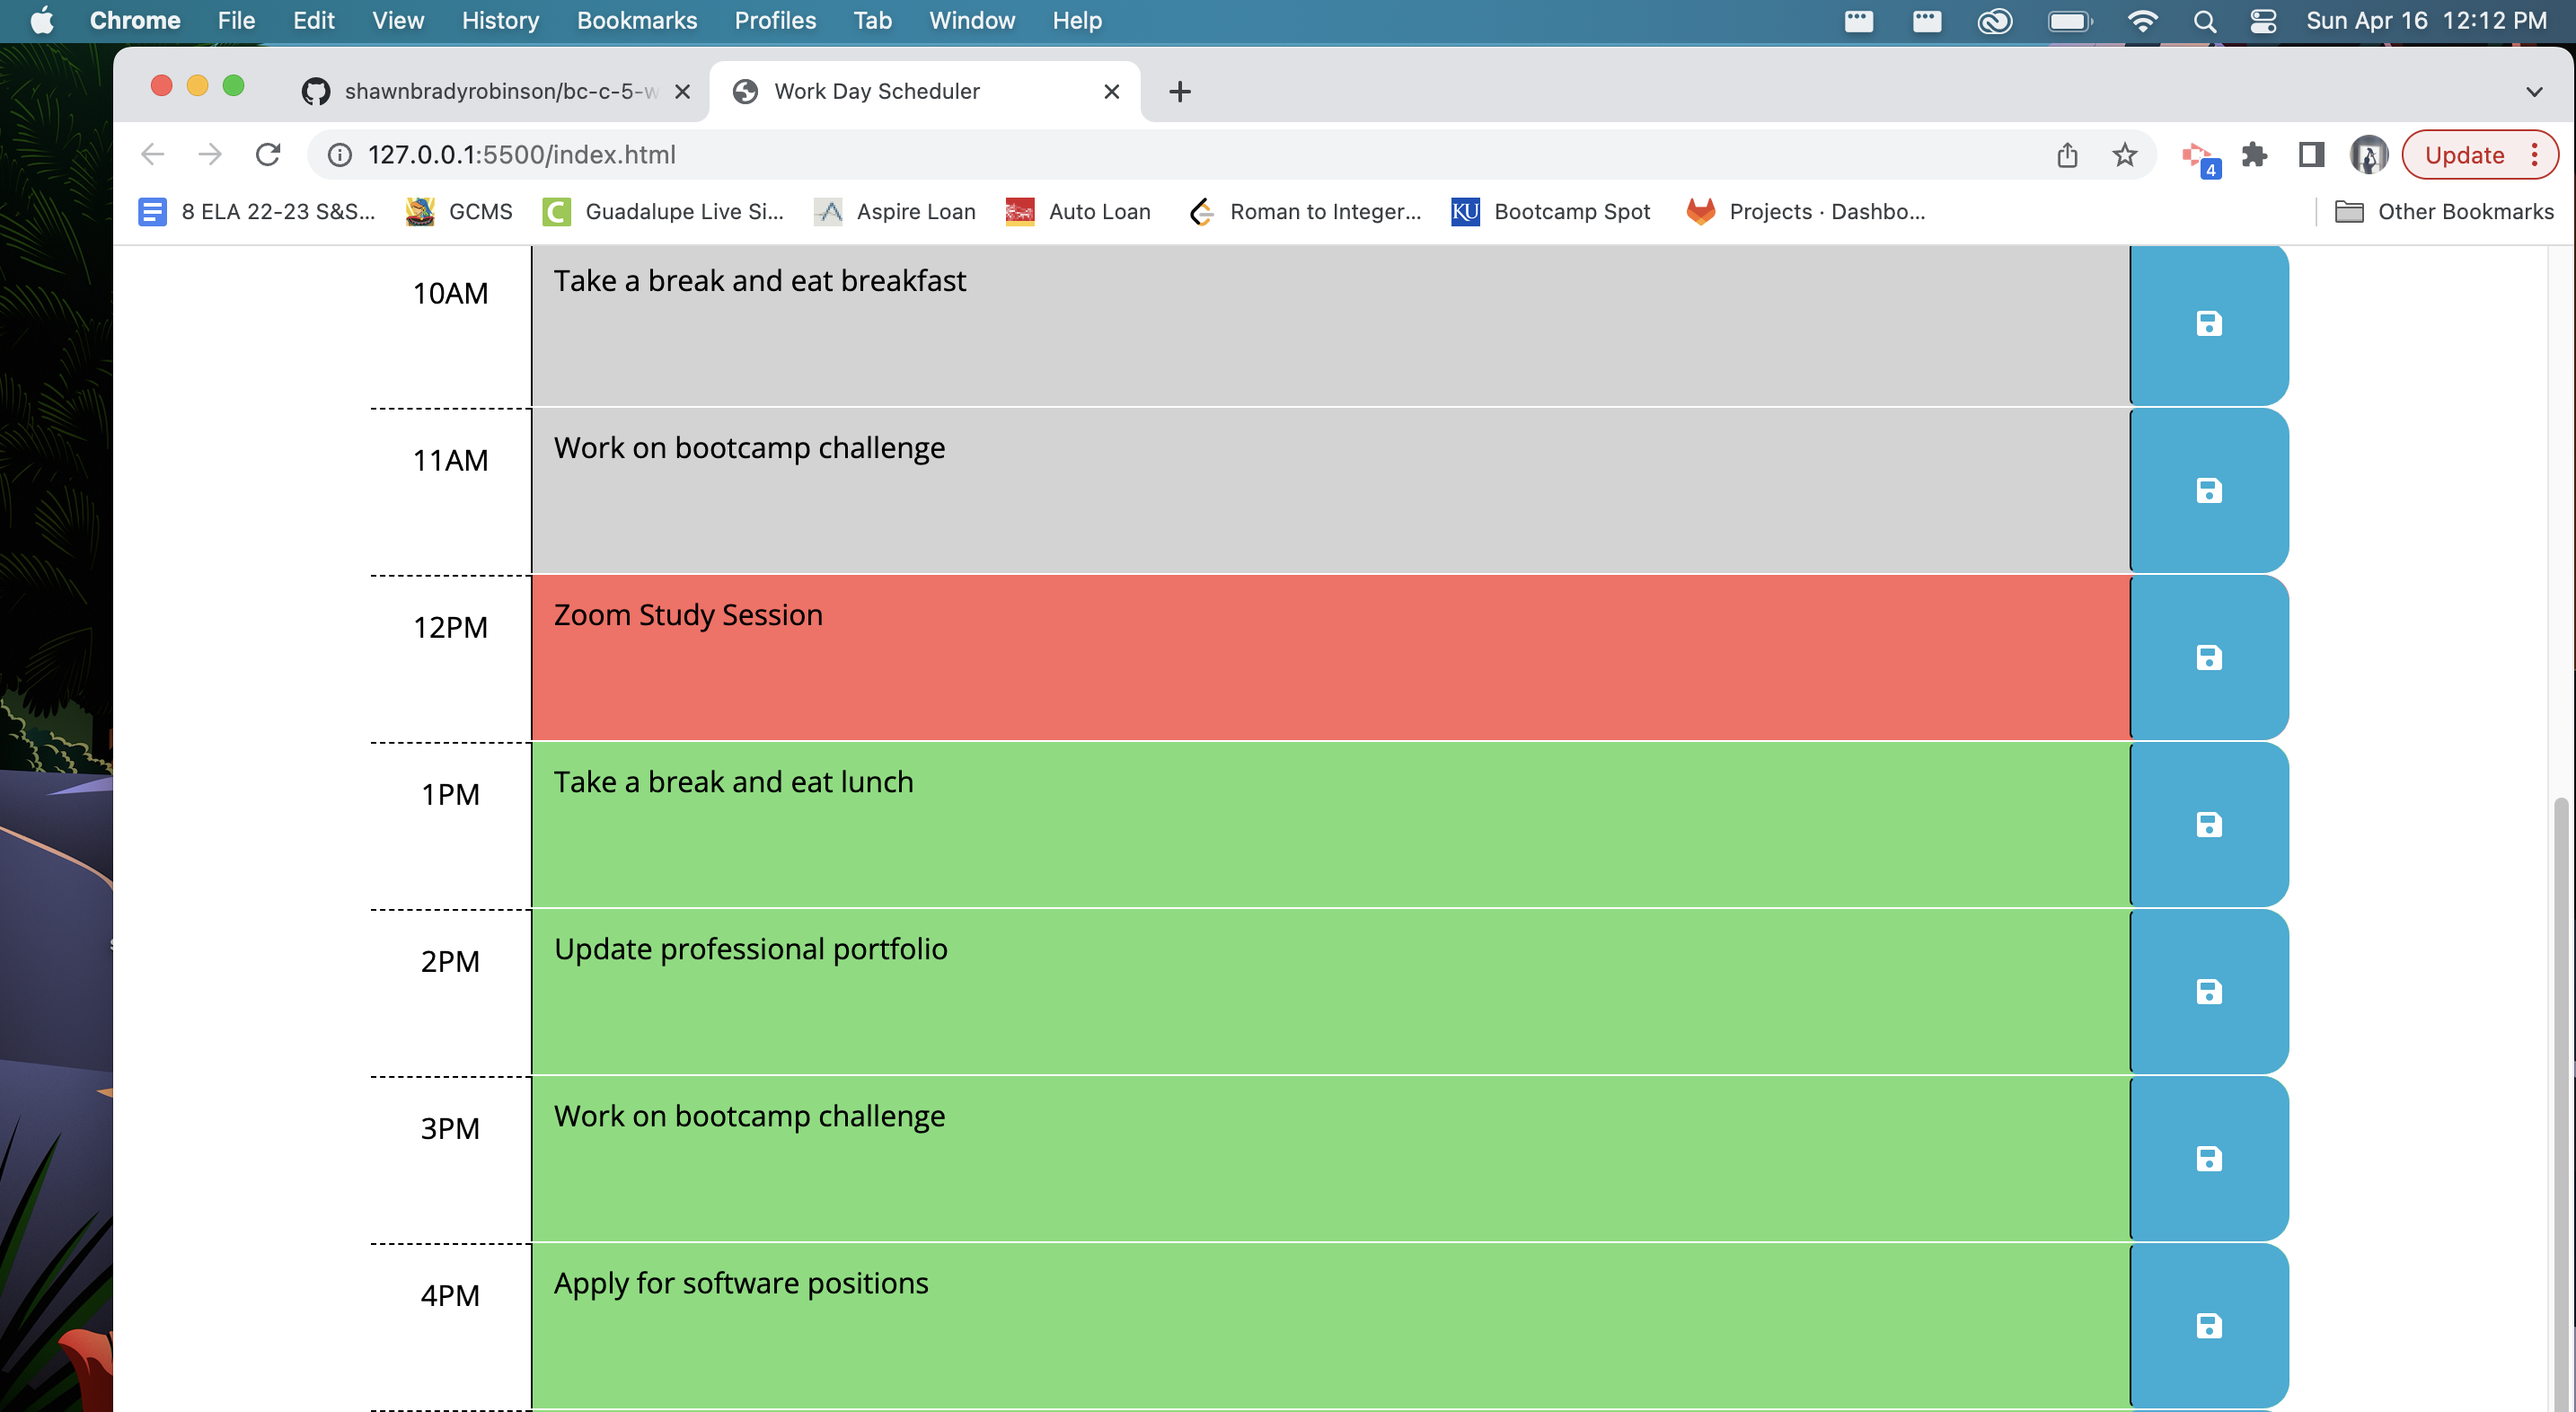 Chrome File Edit View History Bookmarks Profiles Tab Window Help Sun Apr 16 12:12 PM
shawnbradyrobinson/bc-c-5-w Work Day Scheduler
127.0.0.1:5500/index.html 4 Update
8 ELA 22-23 S&S... GCMS C Guadalupe Live Si... Aspire Loan Auto Loan Roman to Integer... KU Bootcamp Spot Projects · Dashbo... Other Bookmarks
10AM Take a break and eat breakfast
11AM Work on bootcamp challenge
12PM Zoom Study Session
1PM Take a break and eat lunch
2PM Update professional portfolio
3PM Work on bootcamp challenge
4PM Apply for software positions